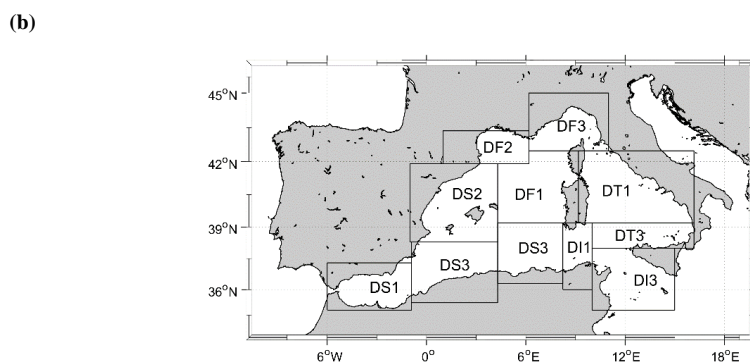 (b)
45°N
DF3
DF2
42°N
DS2
DF1
DT1
39°N
DT3
DS3
DS3
DI1
DS1
DI3
36°N
6°W
0°
6°E
12°E
18°E